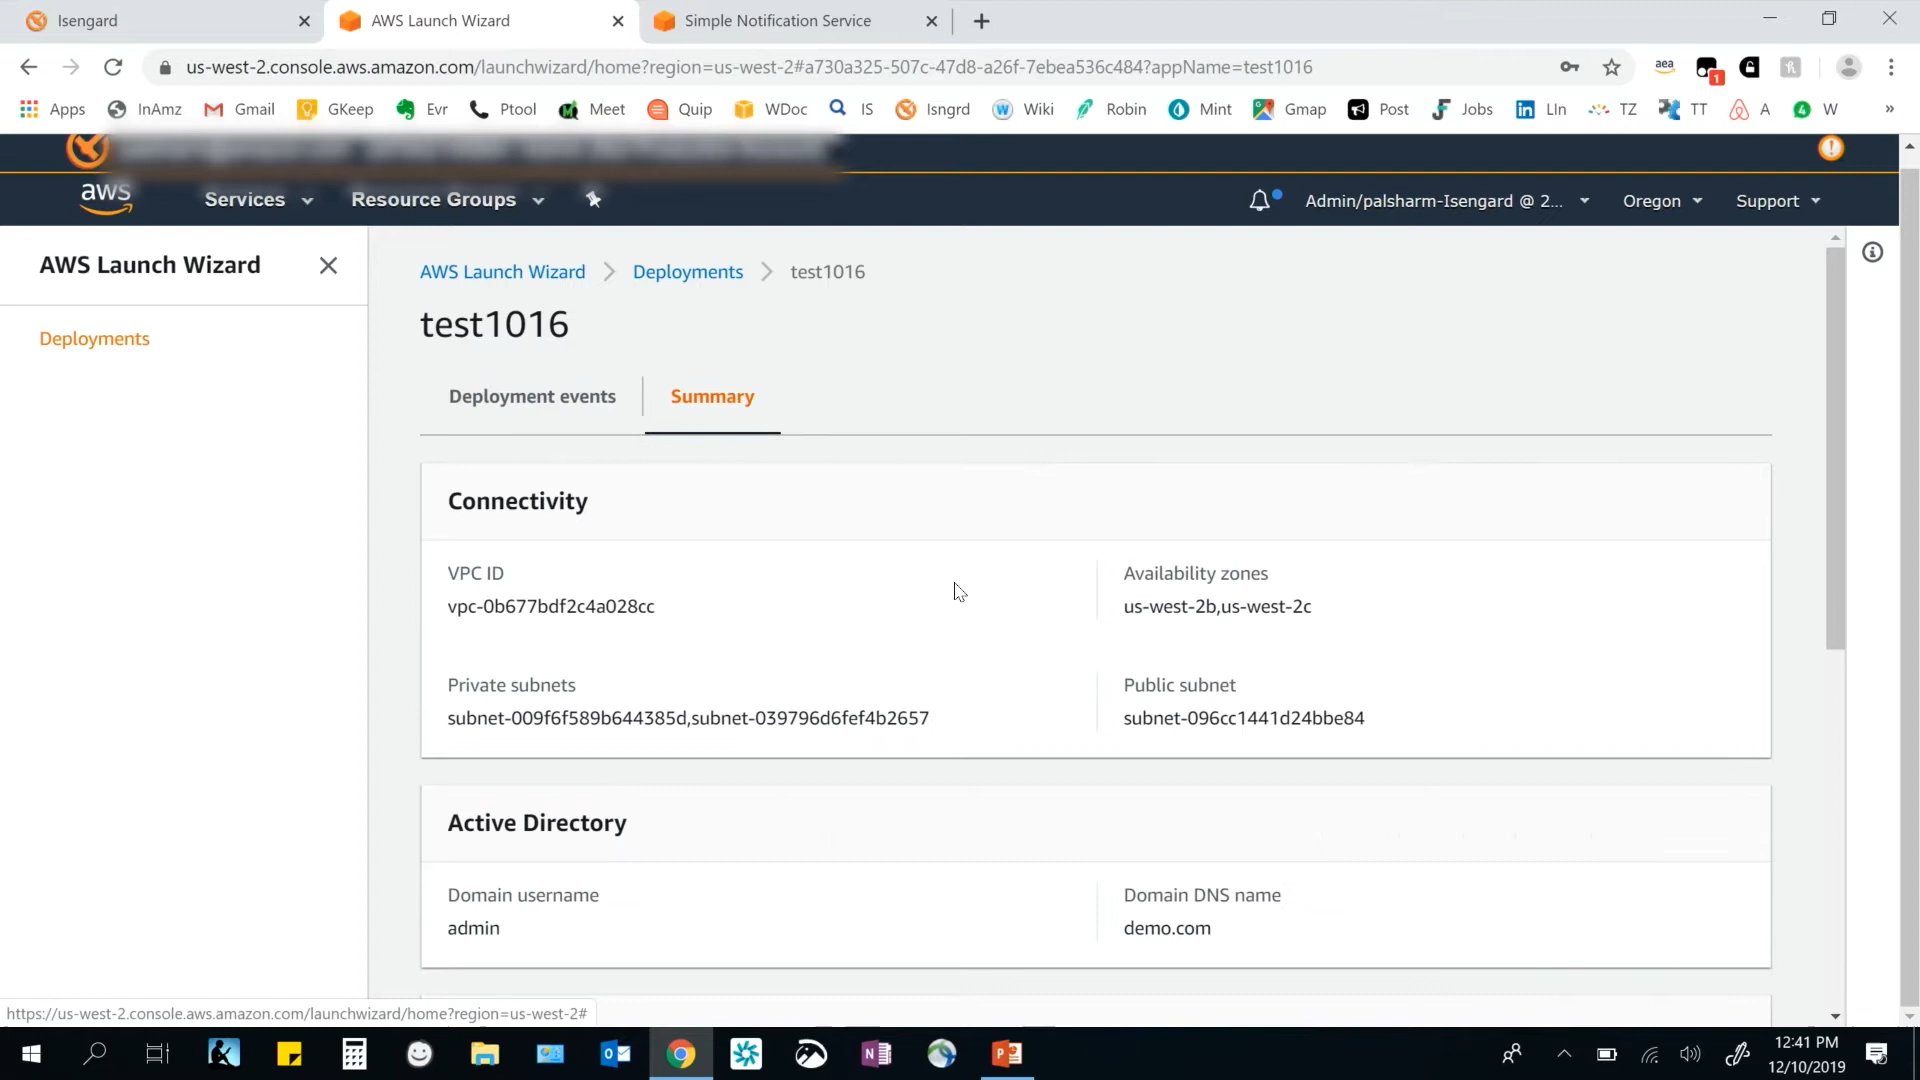 Isengard
AWS Launch Wizard
Simple Notification Service
us-west-2.console.aws.amazon.com/launchwizard/home?region=us-west-2#a730a325-507c-47d8-a26f-7ebea536c484?appName=test1016
aea
1
Apps InAmz Gmail GKeep Evr Ptool Meet Quip WDoc IS Isngrd Wiki Robin Mint Gmap Post Jobs LIn TZ TT A W »
aws Services Resource Groups Admin/palsharm-Isengard @ 2... Oregon Support
AWS Launch Wizard
Deployments
AWS Launch Wizard > Deployments > test1016
test1016
Deployment events Summary
Connectivity
VPC ID Availability zones
vpc-0b677bdf2c4a028cc us-west-2b,us-west-2c
Private subnets Public subnet
subnet-009f6f589b644385d,subnet-039796d6fef4b2657 subnet-096cc1441d24bbe84
Active Directory
Domain username Domain DNS name
admin demo.com
https://us-west-2.console.aws.amazon.com/launchwizard/home?region=us-west-2#
12:41 PM
12/10/2019